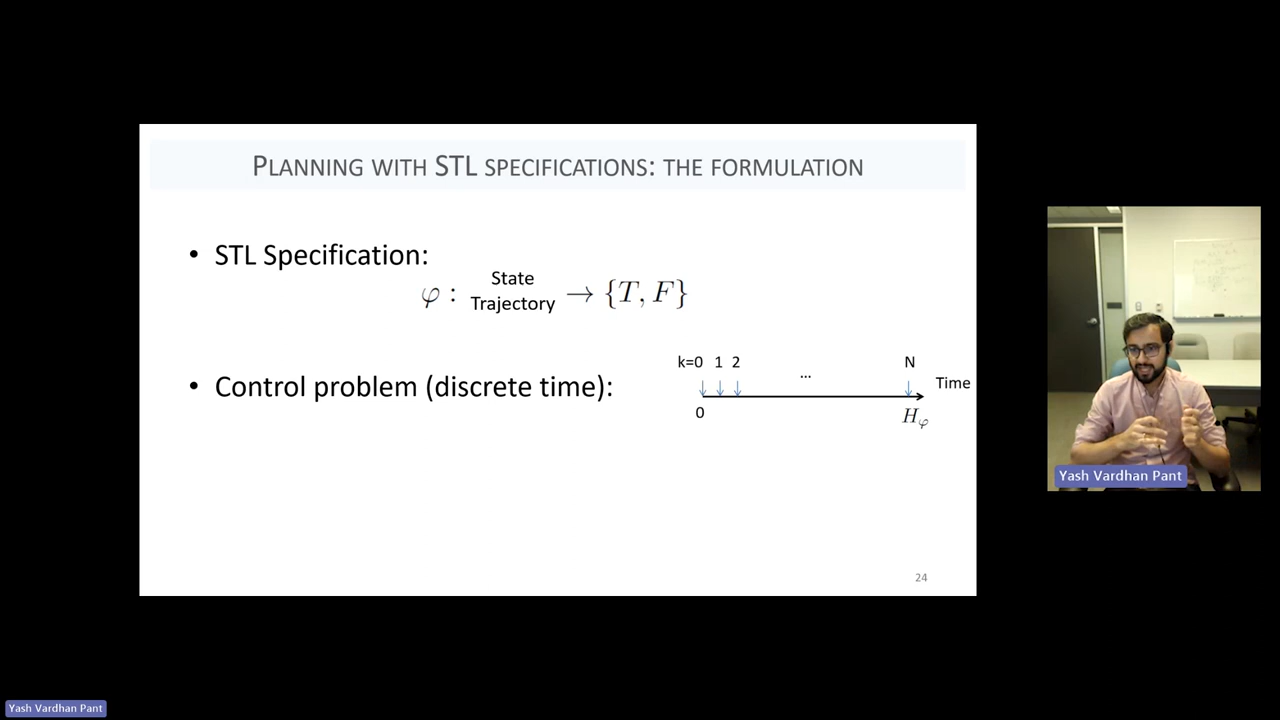 PLANNING WITH STL SPECIFICATIONS: THE FORMULATION
• STL Specification:
φ : State Trajectory → {T, F}
• Control problem (discrete time):
k=0 1 2 ... N
Time
0 Hφ
24
Yash Vardhan Pant
Yash Vardhan Pant